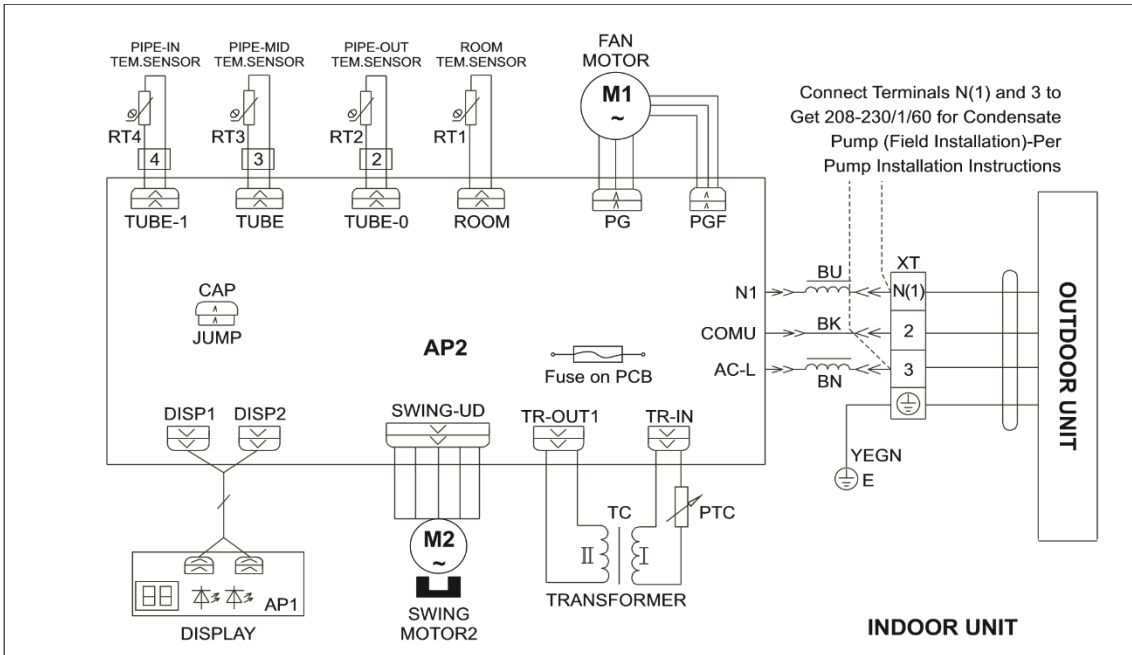 PIPE-IN
TEM.SENSOR
PIPE-MID
TEM.SENSOR
PIPE-OUT
TEM.SENSOR
ROOM
TEM.SENSOR
FAN
MOTOR
M1
~
RT4
RT3
RT2
RT1
4
3
2
TUBE-1
TUBE
TUBE-0
ROOM
PG
PGF
Connect Terminals N(1) and 3 to
Get 208-230/1/60 for Condensate
Pump (Field Installation)-Per
Pump Installation Instructions
CAP
JUMP
AP2
Fuse on PCB
N1
BU
XT
N(1)
COMU
BK
2
AC-L
BN
3
YEGN
E
OUTDOOR UNIT
DISP1
DISP2
SWING-UD
TR-OUT1
TR-IN
M2
~
SWING
MOTOR2
TC
PTC
II
I
TRANSFORMER
88
AP1
DISPLAY
INDOOR UNIT